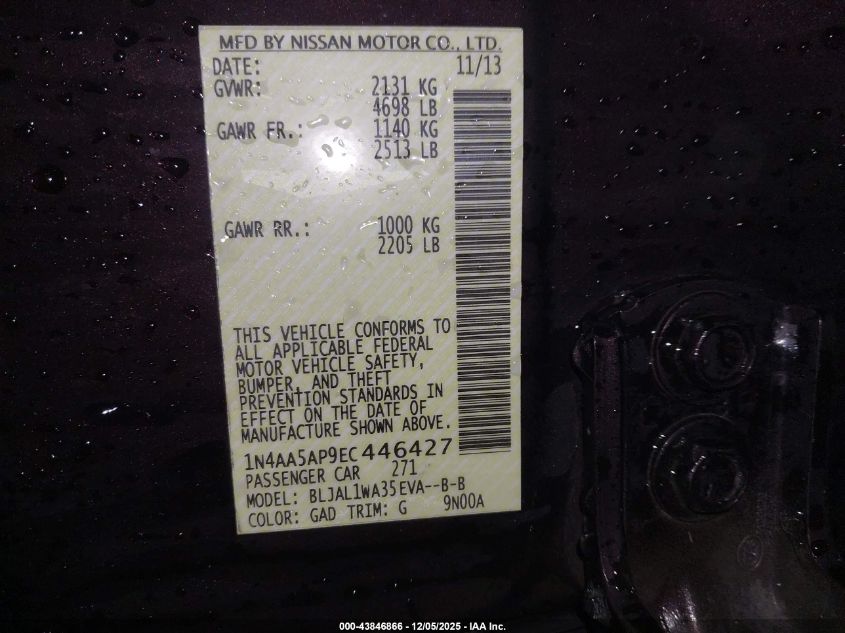 MFD BY NISSAN MOTOR CO., LTD.
DATE: 11/13
GVWR: 2131 KG
4698 LB
GAWR FR.: 1140 KG
2513 LB
GAWR RR.: 1000 KG
2205 LB
THIS VEHICLE CONFORMS TO
ALL APPLICABLE FEDERAL
MOTOR VEHICLE SAFETY,
BUMPER, AND THEFT
PREVENTION STANDARDS IN
EFFECT ON THE DATE OF
MANUFACTURE SHOWN ABOVE.
1N4AA5AP9EC446427
PASSENGER CAR 271
MODEL: BLJAL1WA35EVA--B-B
COLOR: GAD TRIM: G 9N00A
000-43846866 - 12/05/2025 - IAA Inc.